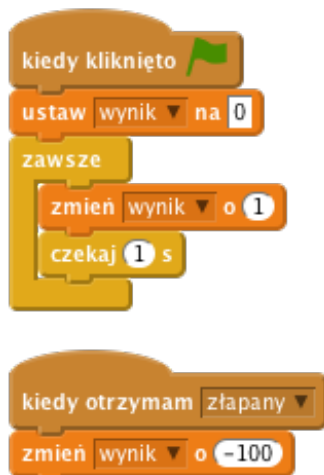 kiedy kliknięto
ustaw wynik na 0
zawsze
zmień wynik o 1
czekaj 1 s
kiedy otrzymam złapany
zmień wynik o -100